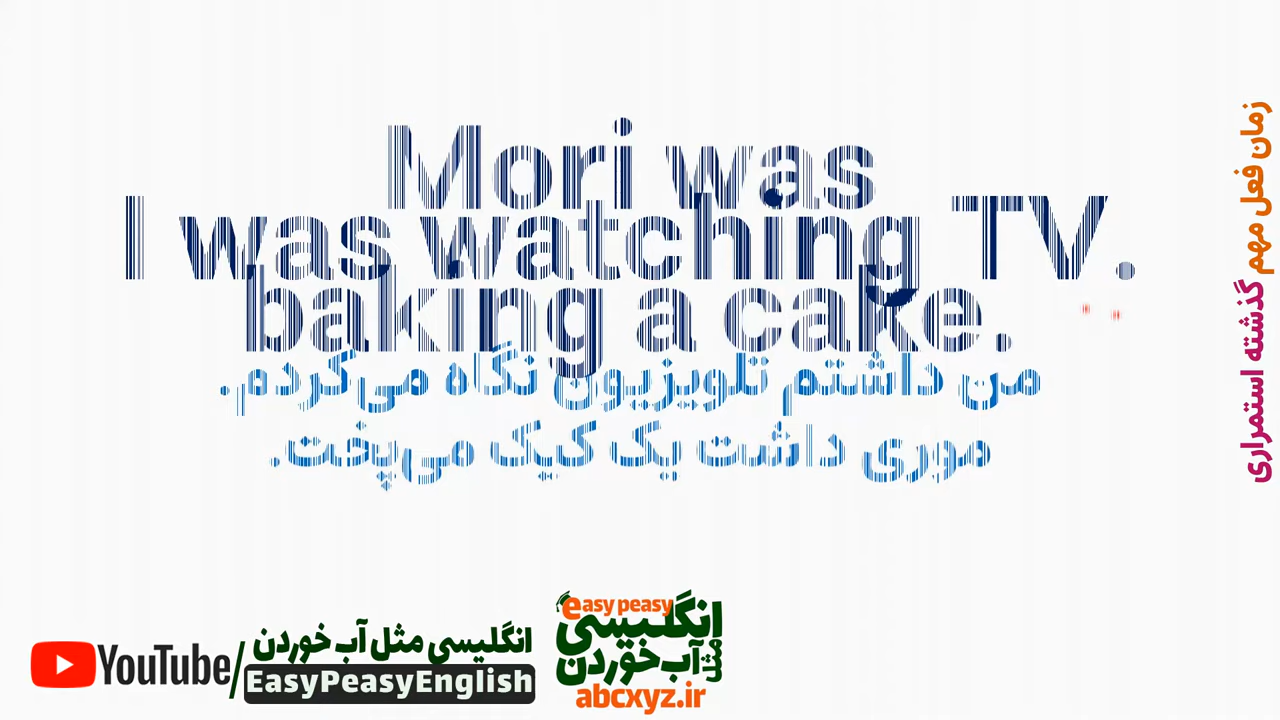 Mori was
I was watching TV.
baking a cake.
من داشتم تلویزیون نگاه می‌کردم.
موری داشت یک کیک می‌پخت.
زمان فعل مهم گذشته استمراری
YouTube/انگلیسی مثل آب خوردن
EasyPeasyEnglish
easy peasy
انگلیسی
مثل
آب خوردن
abcxyz.ir